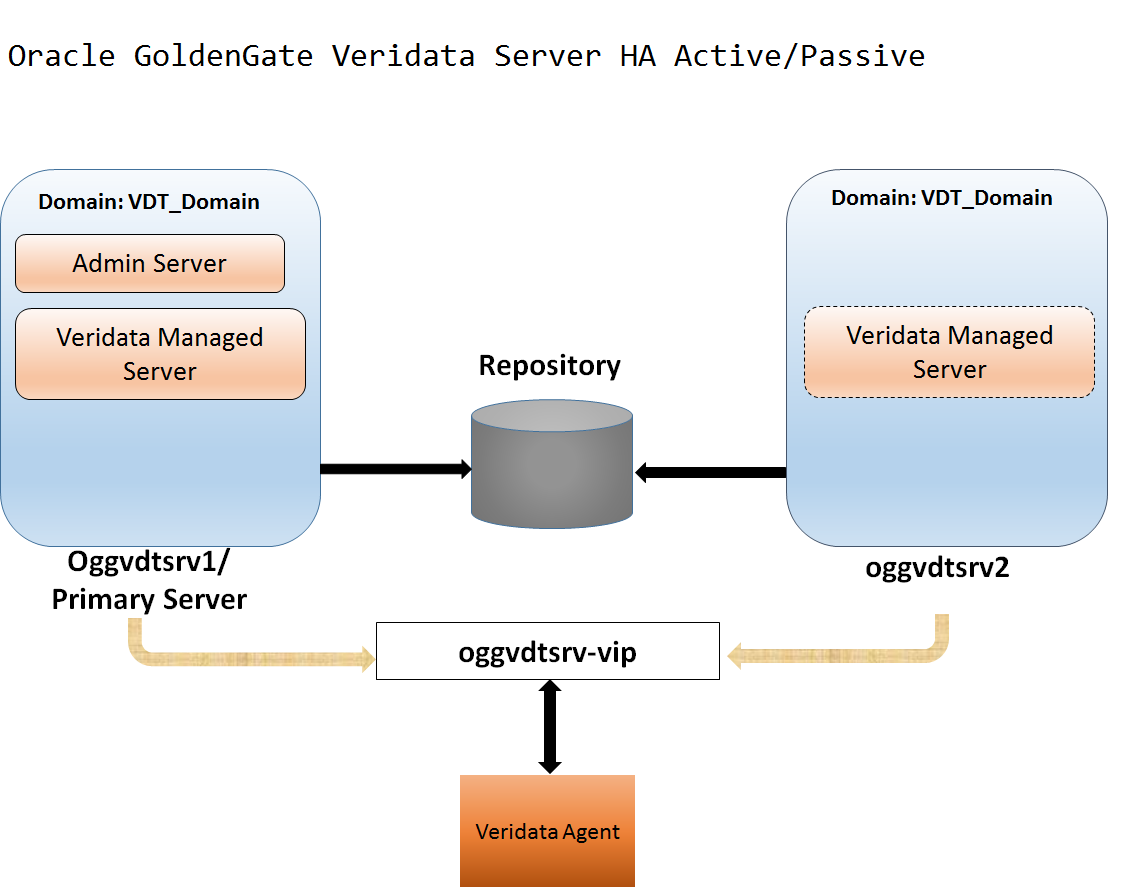 Oracle GoldenGate Veridata Server HA Active/Passive
Domain: VDT_Domain
Admin Server
Veridata Managed
Server
Oggvdtsrv1/
Primary Server
Repository
Domain: VDT_Domain
Veridata Managed
Server
oggvdtsrv2
oggvdtsrv-vip
Veridata Agent